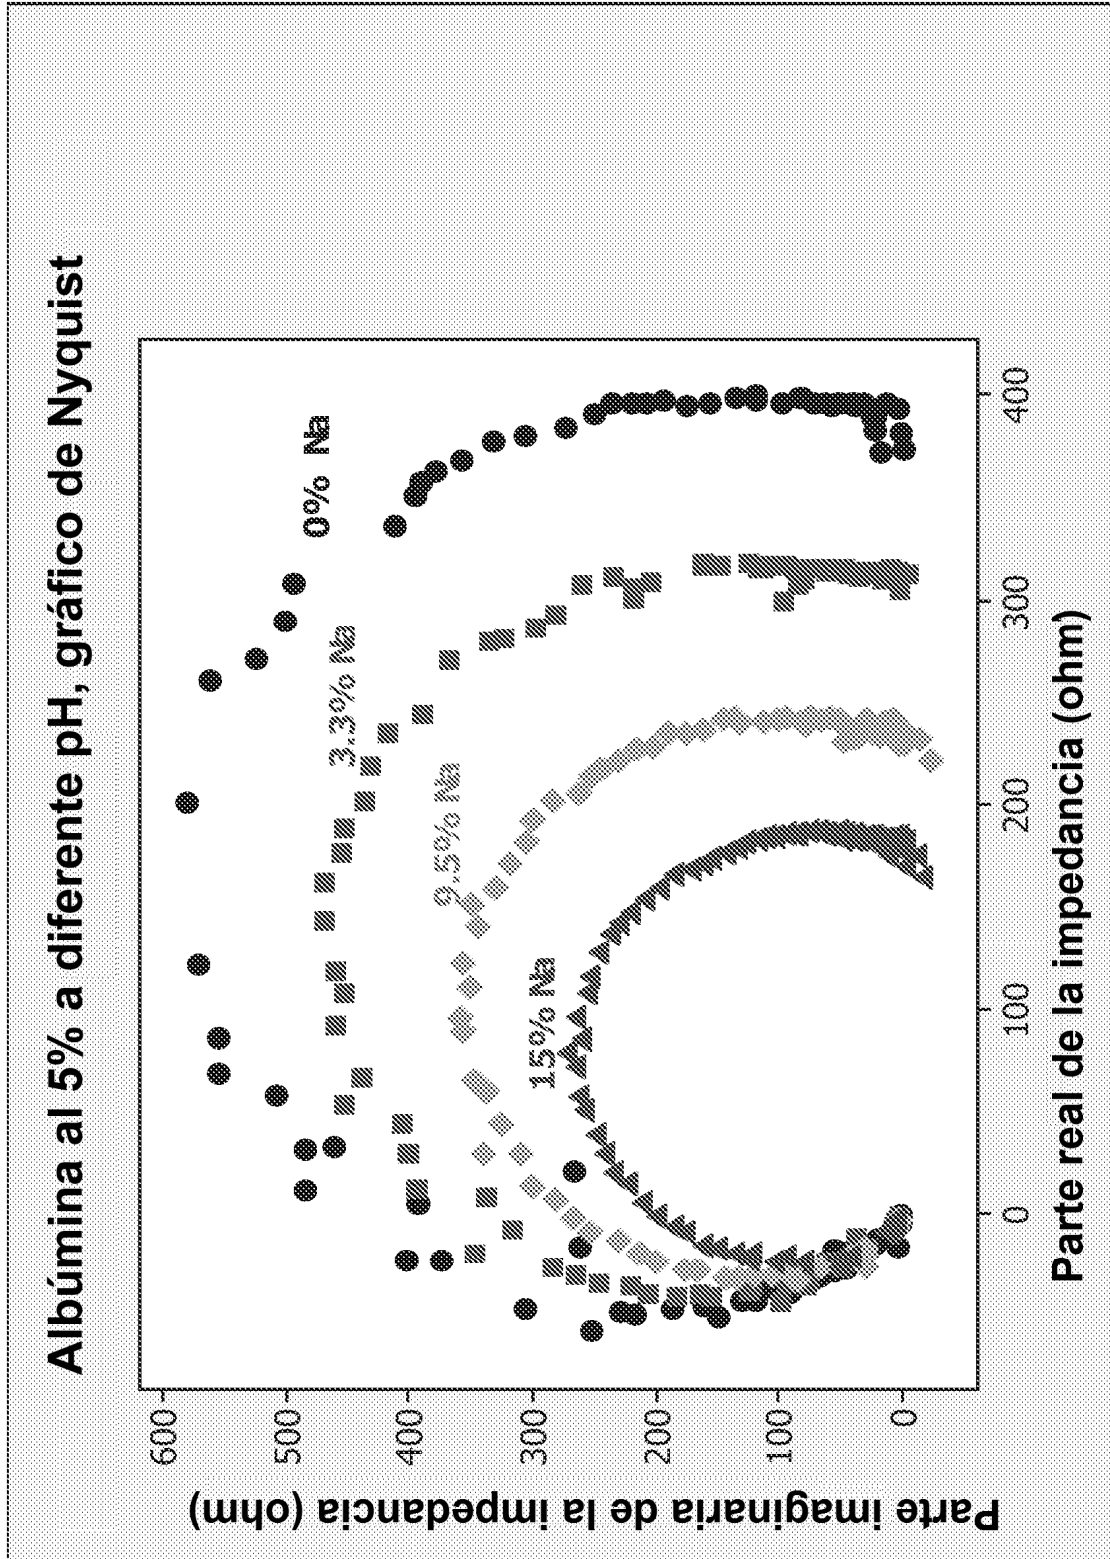 Albúmina al 5% a diferente pH, gráfico de Nyquist
Parte imaginaria de la impedancia (ohm)
600
500
400
300
200
100
0
0% Na
3.3% Na
9.5% Na
15% Na
0
100
200
300
400
Parte real de la impedancia (ohm)